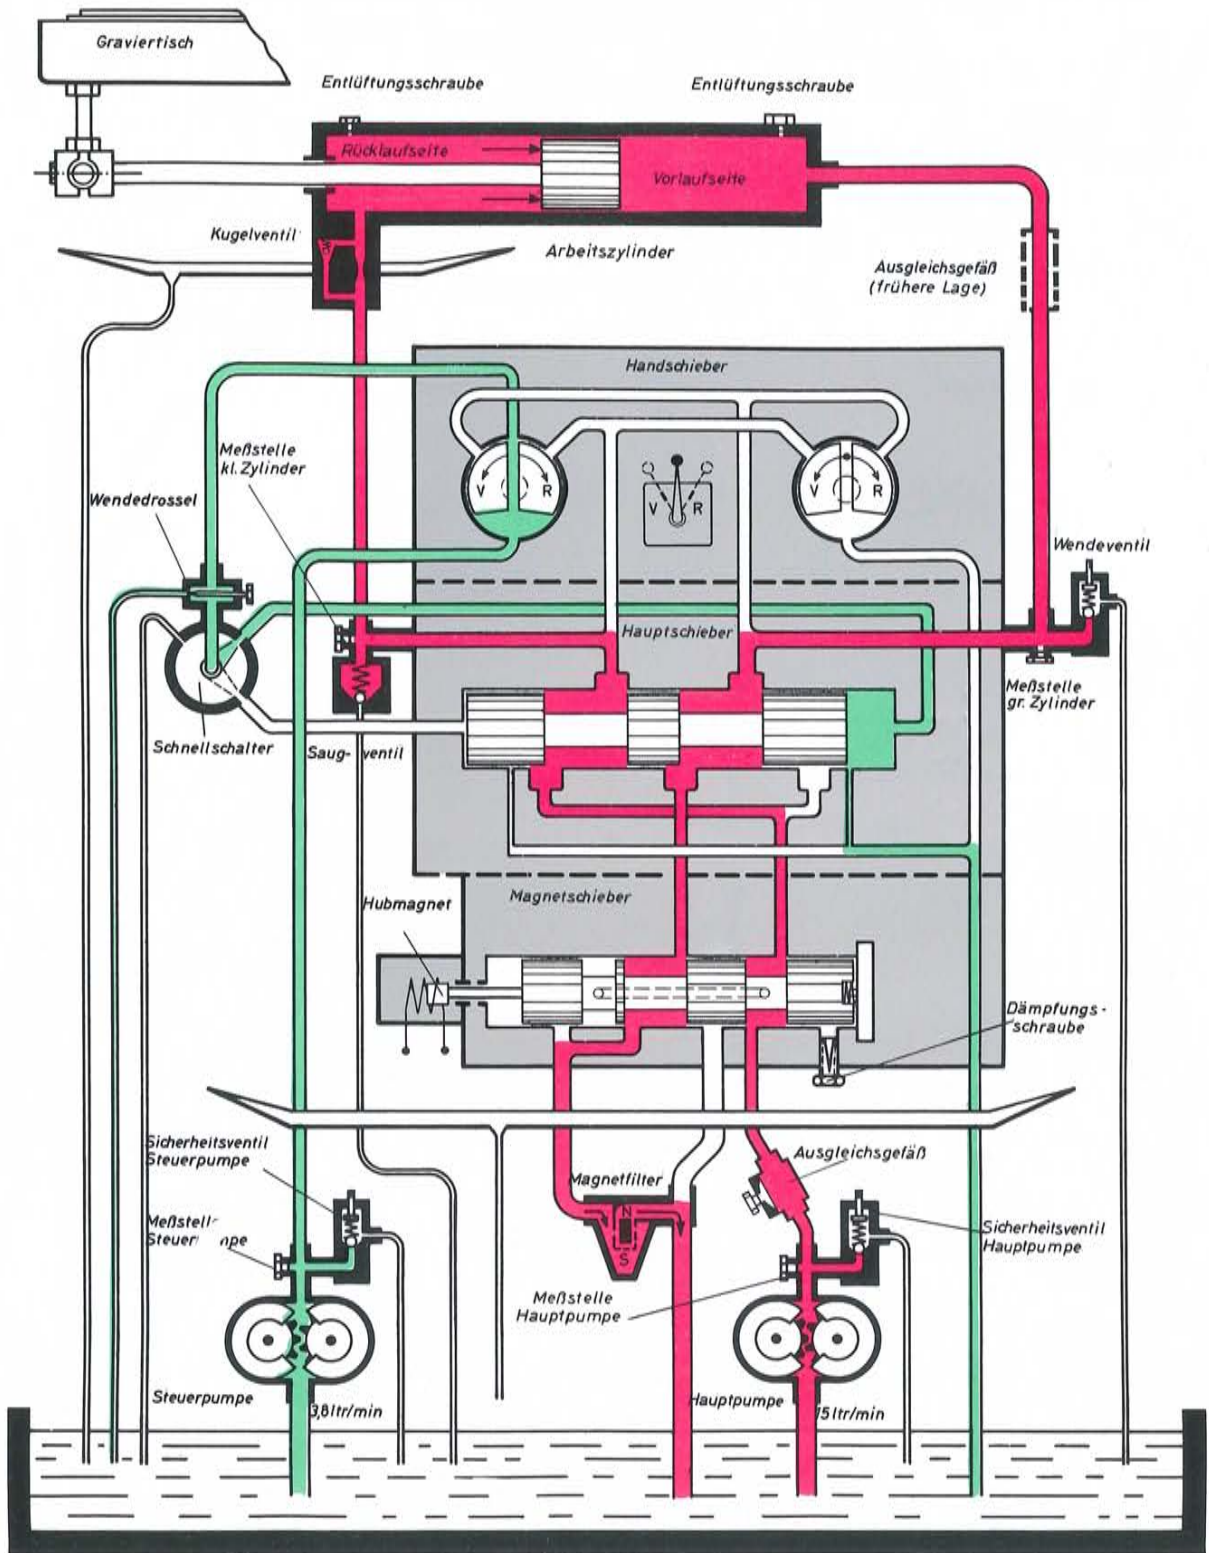 Graviertisch
Entlüftungsschraube
Entlüftungsschraube
Rücklaufseite
Vorlaufseite
Kugelventil
Arbeitszylinder
Ausgleichsgefäß
(frühere Lage)
Handschieber
Meßstelle
kl. Zylinder
V
R
V
R
V
R
Wendedrossel
Wendeventil
Hauptschieber
Meßstelle
gr. Zylinder
Schnellschalter
Saug- ventil
Magnetschieber
Hubmagnet
Dämpfungs-
schraube
Sicherheitsventil
Steuerpumpe
Ausgleichsgefäß
Magnetfilter
N
S
Sicherheitsventil
Hauptpumpe
Meßstelle
Hauptpumpe
Steuerpumpe
3,8 ltr/min
Hauptpumpe
15 ltr/min